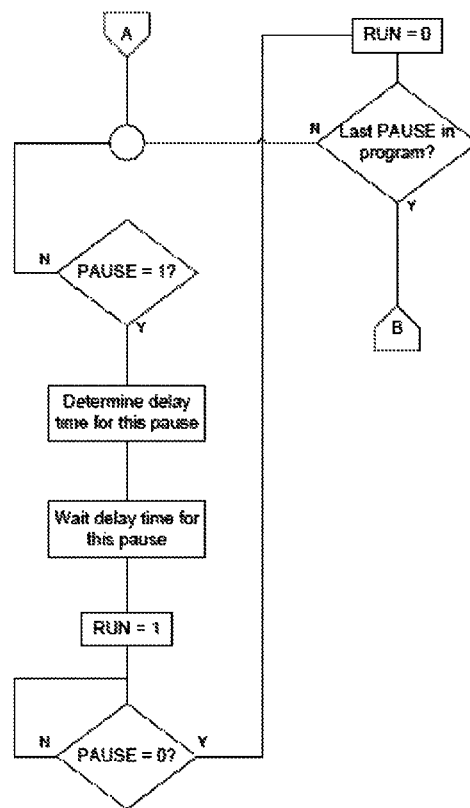 A
PAUSE = 1?
N
Y
Determine delay
time for this pause
Wait delay time for
this pause
RUN = 1
PAUSE = 0?
N
Y
RUN = 0
Last PAUSE in
program?
N
Y
B